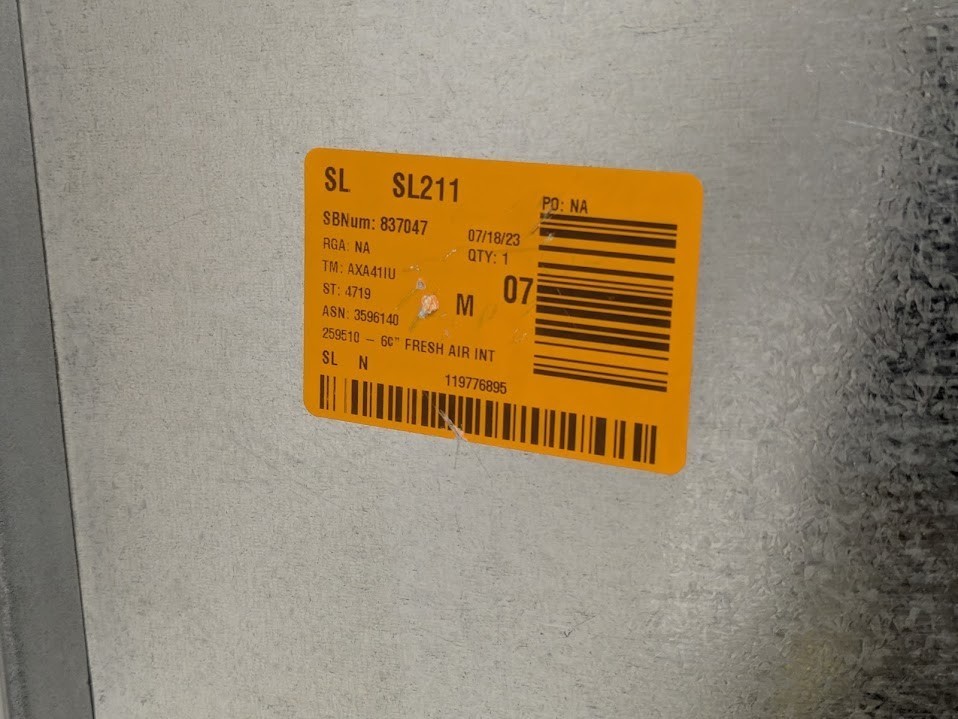 SL SL211
PO: NA
SBNum: 837047
07/18/23
RGA: NA
QTY: 1
TM: AXA41IU
07
ST: 4719
M
ASN: 3596140
259510 – 60" FRESH AIR INT
SL N
119776895